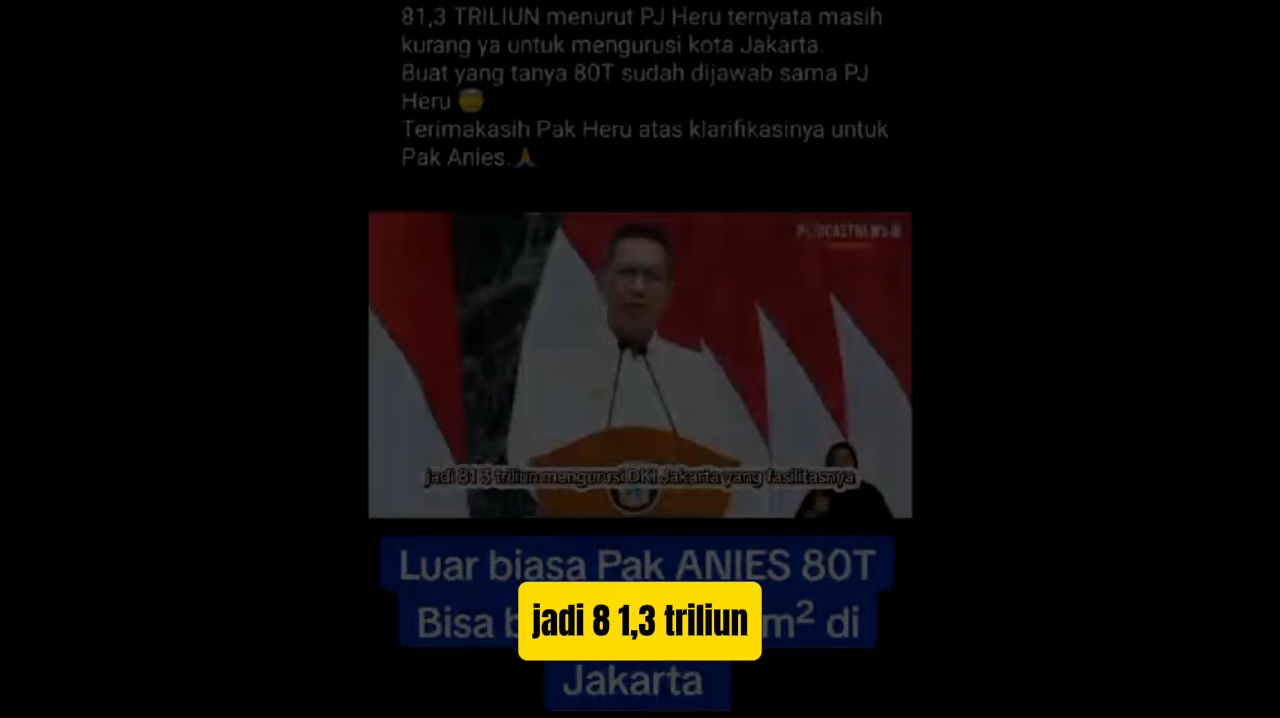 81,3 TRILIUN menurut PJ Heru ternyata masih
kurang ya untuk mengurusi kota Jakarta.
Buat yang tanya 80T sudah dijawab sama PJ
Heru 😇
Terimakasih Pak Heru atas klarifikasinya untuk
Pak Anies.🙏
jadi 81 3 triliun mengurusi DKI Jakarta yang fasilitasnya
Luar biasa Pak ANIES 80T
Bisa
m² di
jadi 8 1,3 triliun
Jakarta